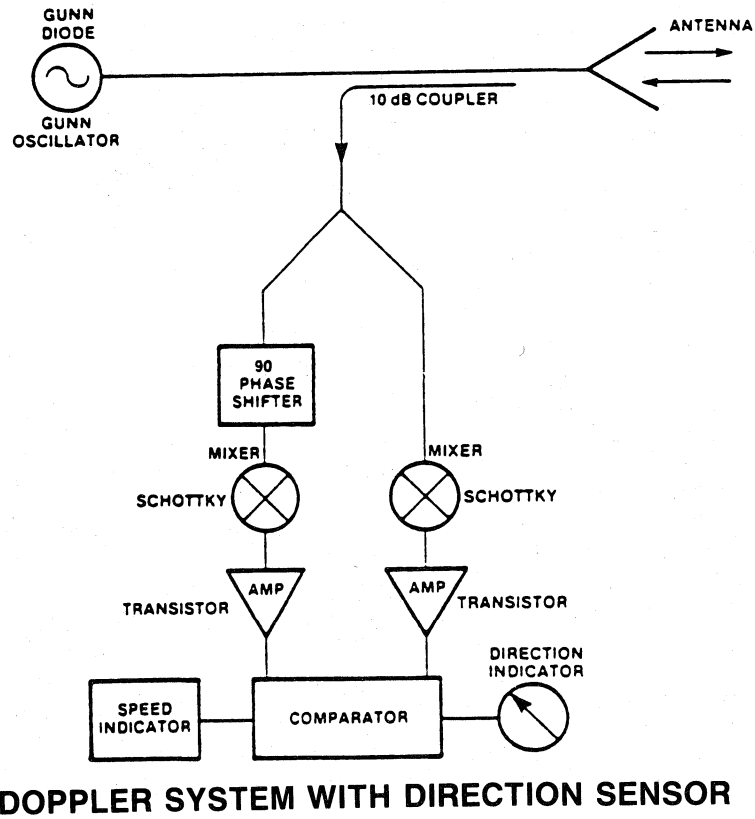 GUNN
DIODE
ANTENNA
10 dB COUPLER
GUNN
OSCILLATOR
90
PHASE
SHIFTER
MIXER
MIXER
SCHOTTKY
SCHOTTKY
AMP
AMP
TRANSISTOR
TRANSISTOR
DIRECTION
INDICATOR
SPEED
INDICATOR
COMPARATOR
DOPPLER SYSTEM WITH DIRECTION SENSOR